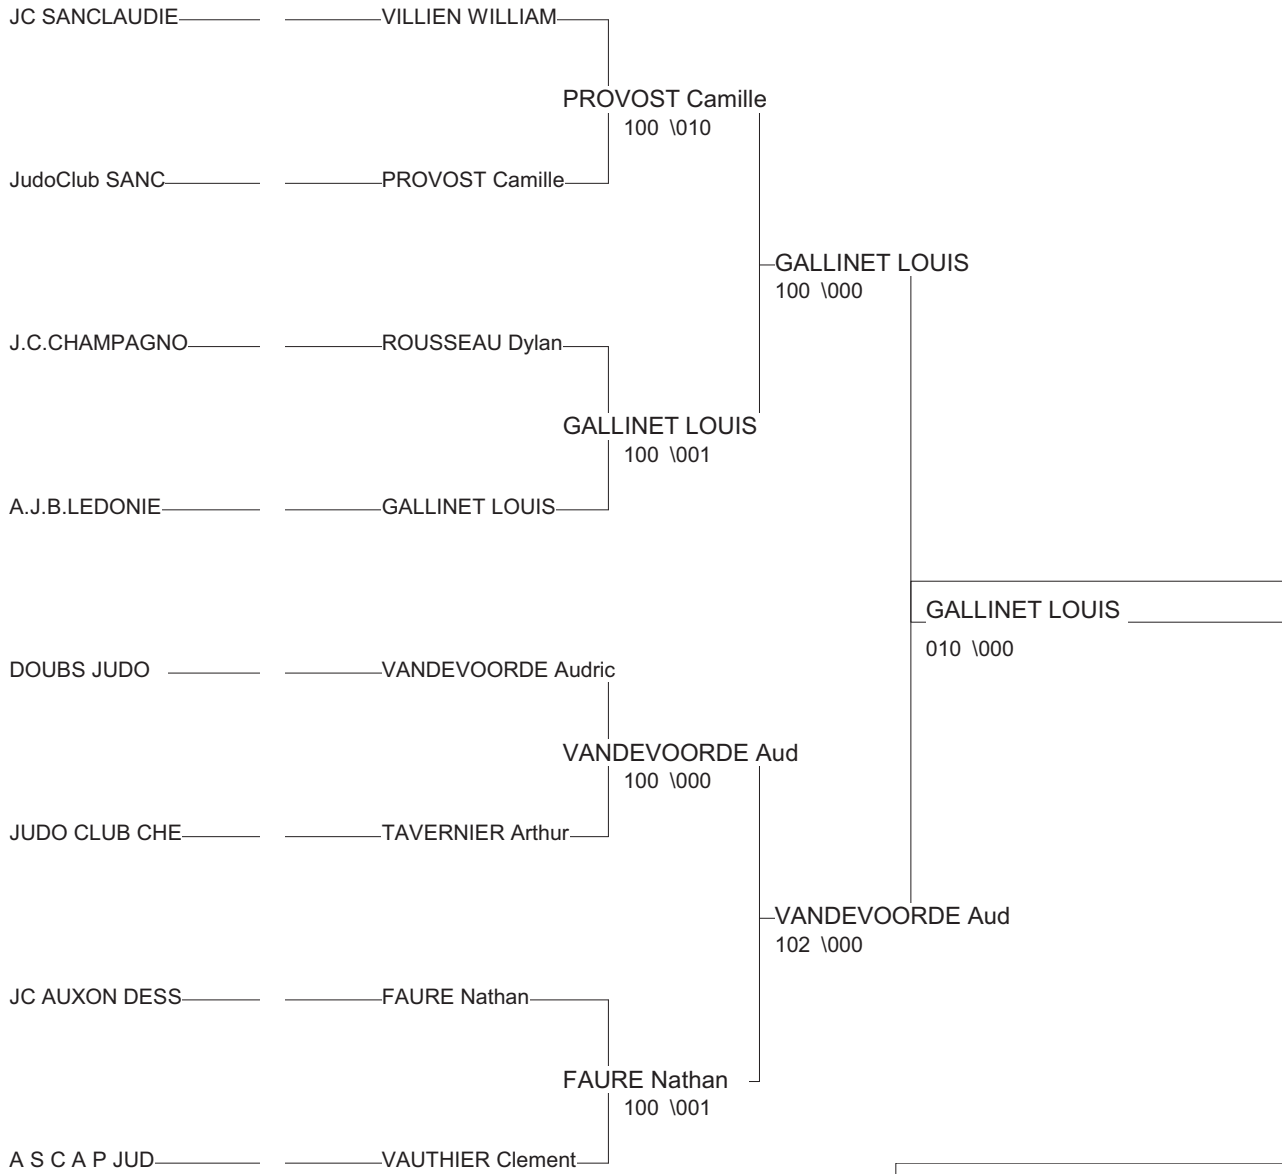 JC SANCLAUDIE VILLIEN WILLIAM
PROVOST Camille
100 \010
JudoClub SANC PROVOST Camille
GALLINET LOUIS
100 \000
J.C.CHAMPAGNO ROUSSEAU Dylan
GALLINET LOUIS
100 \001
A.J.B.LEDONIE GALLINET LOUIS
GALLINET LOUIS
010 \000
DOUBS JUDO VANDEVOORDE Audric
VANDEVOORDE Aud
100 \000
JUDO CLUB CHE TAVERNIER Arthur
VANDEVOORDE Aud
102 \000
JC AUXON DESS FAURE Nathan
FAURE Nathan
100 \001
A S C A P JUD VAUTHIER Clement